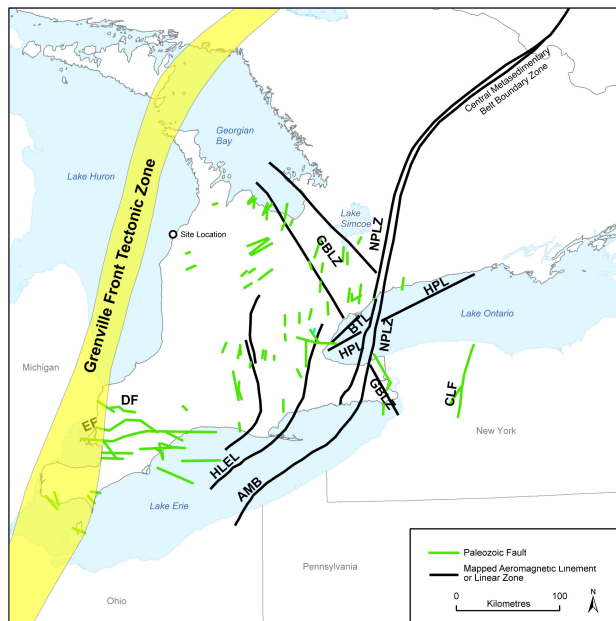 Central Metasedimentary
Belt Boundary Zone
Georgian
Bay
Lake Huron
Grenville Front Tectonic Zone
Lake
Simcoe
NPLZ
Site Location
GBLZ
HPL
BTL
Lake Ontario
HPL
NPLZ
Michigan
GBLZ
CLF
DF
EF
New York
HLEL
AMB
Lake Erie
Pennsylvania
Ohio
Paleozoic Fault
Mapped Aeromagnetic Linement
or Linear Zone
0 100
Kilometres
N